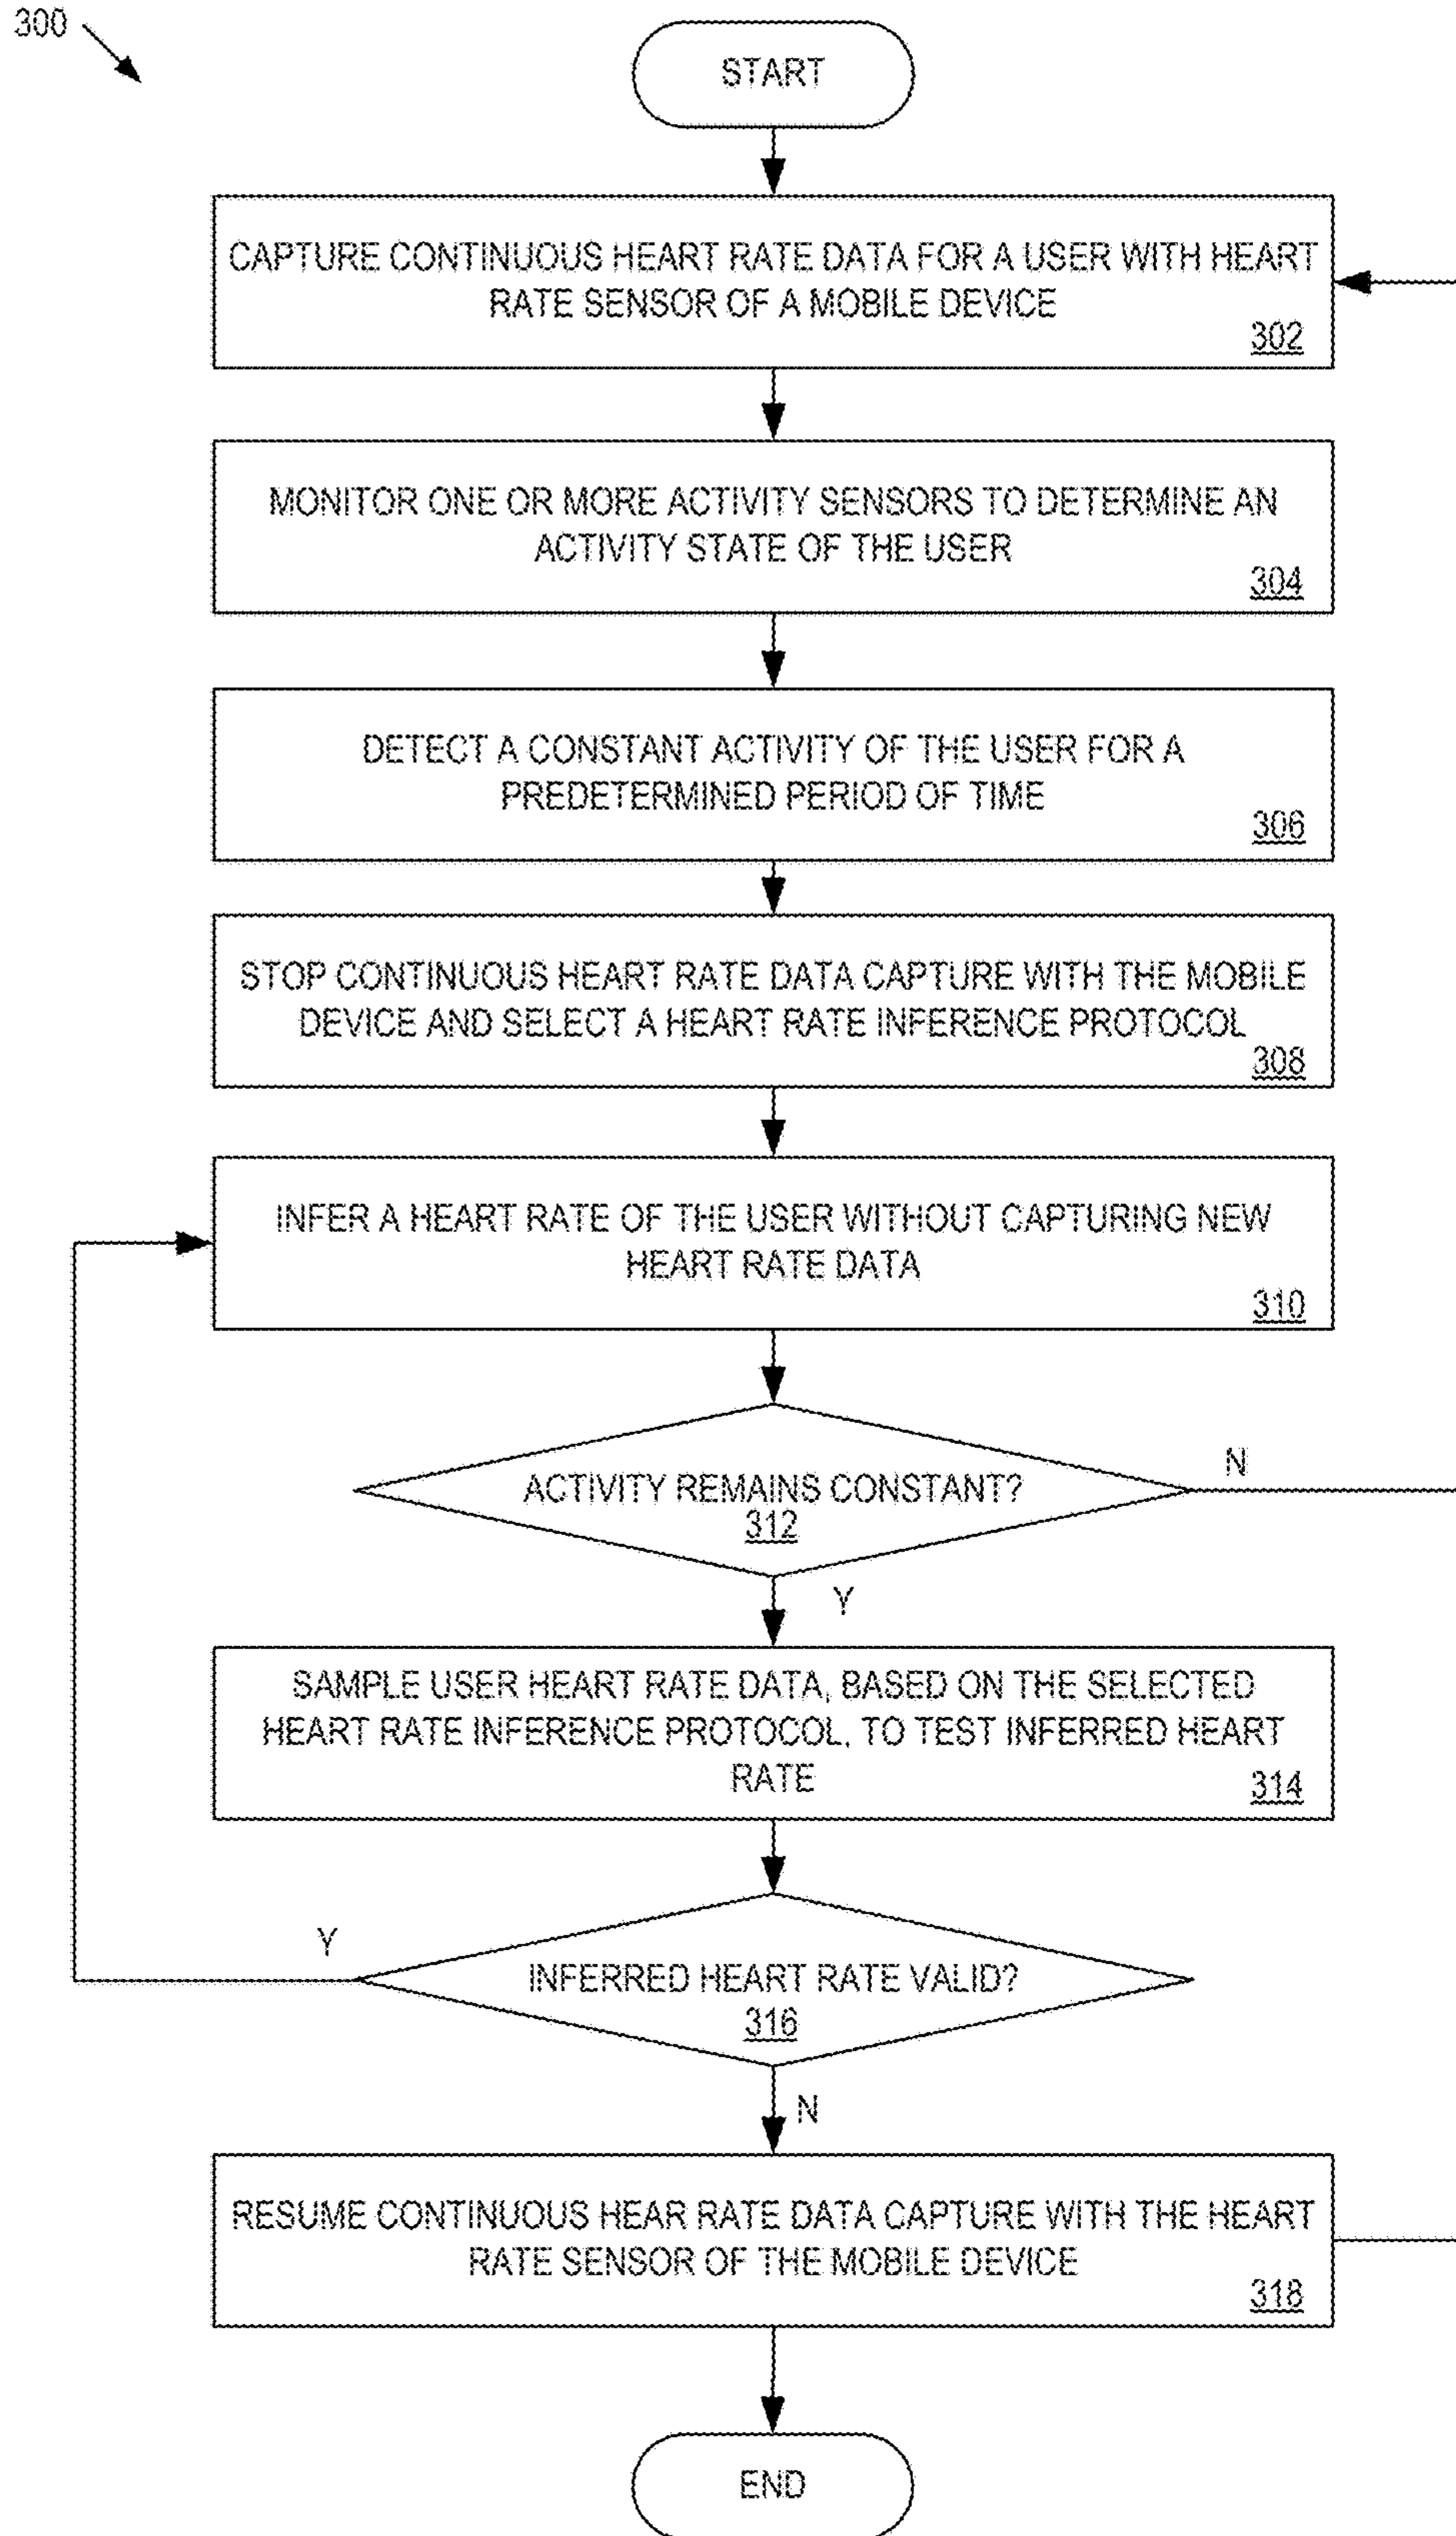 300
START
CAPTURE CONTINUOUS HEART RATE DATA FOR A USER WITH HEART
RATE SENSOR OF A MOBILE DEVICE
302
MONITOR ONE OR MORE ACTIVITY SENSORS TO DETERMINE AN
ACTIVITY STATE OF THE USER
304
DETECT A CONSTANT ACTIVITY OF THE USER FOR A
PREDETERMINED PERIOD OF TIME
306
STOP CONTINUOUS HEART RATE DATA CAPTURE WITH THE MOBILE
DEVICE AND SELECT A HEART RATE INFERENCE PROTOCOL
308
INFER A HEART RATE OF THE USER WITHOUT CAPTURING NEW
HEART RATE DATA
310
N
ACTIVITY REMAINS CONSTANT?
312
Y
SAMPLE USER HEART RATE DATA, BASED ON THE SELECTED
HEART RATE INFERENCE PROTOCOL, TO TEST INFERRED HEART
RATE
314
Y
INFERRED HEART RATE VALID?
316
N
RESUME CONTINUOUS HEAR RATE DATA CAPTURE WITH THE HEART
RATE SENSOR OF THE MOBILE DEVICE
318
END